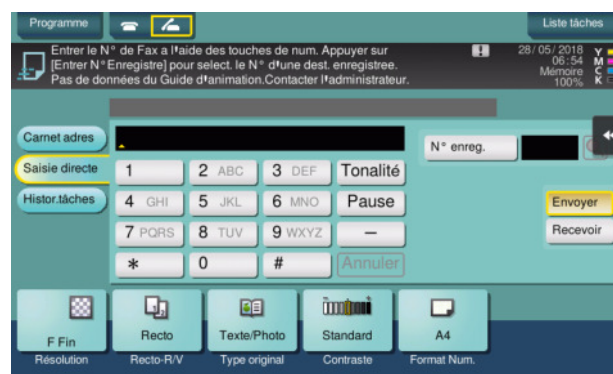 Programme
Liste tâches
Entrer le N° de Fax a l'aide des touches de num. Appuyer sur
[Entrer N° Enregistre] pour select. le N° d'une dest. enregistree.
Pas de données du Guide d'animation.Contacter l'administrateur.
28/05/2018
06:54
Mémoire
100%
Y
M
C
K
Carnet adres
Saisie directe
Histor.tâches
N° enreg.
1
2 ABC
3 DEF
Tonalité
4 GHI
5 JKL
6 MNO
Pause
7 PQRS
8 TUV
9 WXYZ
–
*
0
#
Annuler
Envoyer
Recevoir
F Fin
Recto
Texte/Photo
Standard
A4
Résolution
Recto-R/V
Type original
Contraste
Format Num.